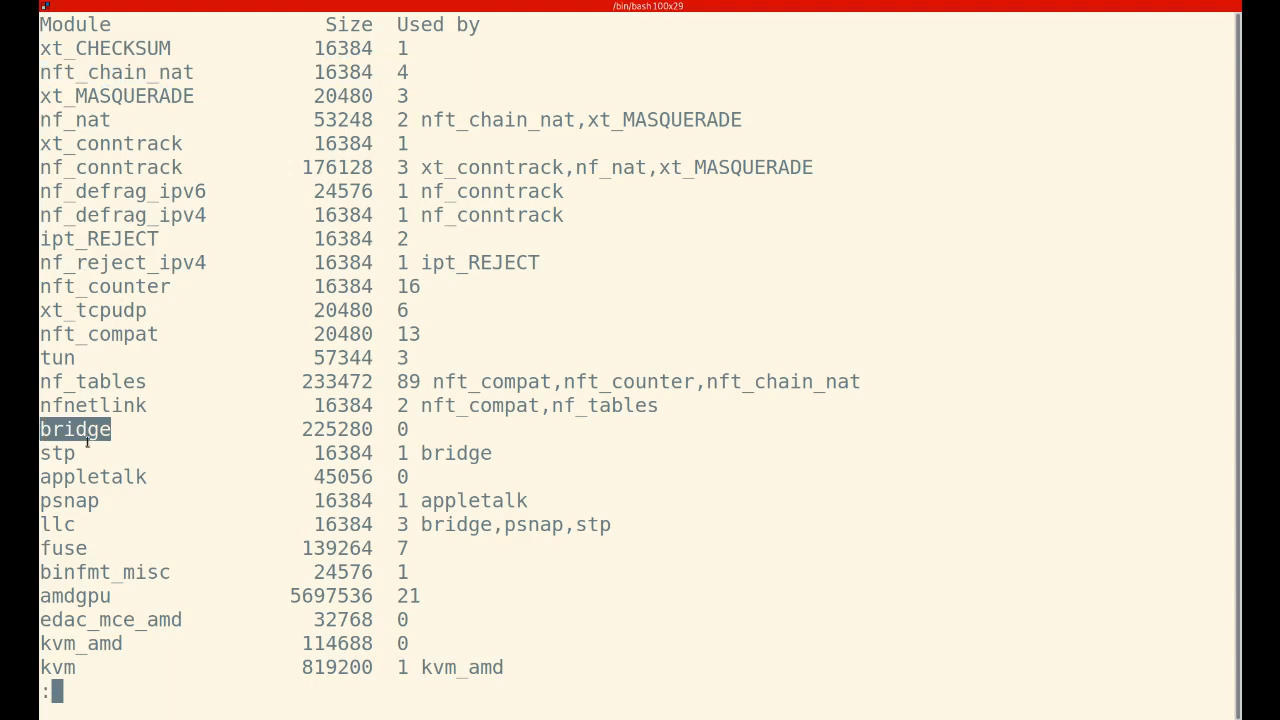 /bin/bash 100x29
Module                  Size  Used by
xt_CHECKSUM            16384  1
nft_chain_nat          16384  4
xt_MASQUERADE          20480  3
nf_nat                 53248  2 nft_chain_nat,xt_MASQUERADE
xt_conntrack           16384  1
nf_conntrack          176128  3 xt_conntrack,nf_nat,xt_MASQUERADE
nf_defrag_ipv6         24576  1 nf_conntrack
nf_defrag_ipv4         16384  1 nf_conntrack
ipt_REJECT             16384  2
nf_reject_ipv4         16384  1 ipt_REJECT
nft_counter            16384  16
xt_tcpudp              20480  6
nft_compat             20480  13
tun                    57344  3
nf_tables             233472  89 nft_compat,nft_counter,nft_chain_nat
nfnetlink              16384  2 nft_compat,nf_tables
bridge                225280  0
stp                    16384  1 bridge
appletalk              45056  0
psnap                  16384  1 appletalk
llc                    16384  3 bridge,psnap,stp
fuse                  139264  7
binfmt_misc            24576  1
amdgpu               5697536  21
edac_mce_amd           32768  0
kvm_amd               114688  0
kvm                   819200  1 kvm_amd
: